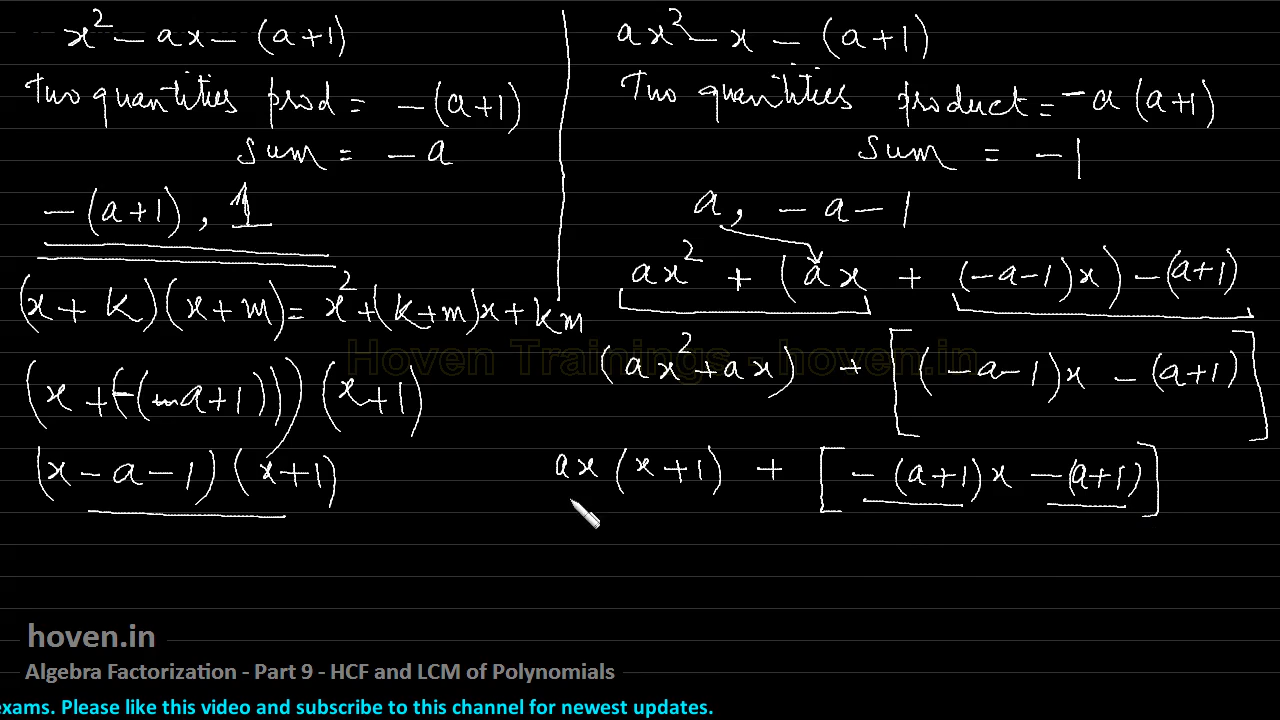 x² - ax - (a+1)
Two quantities prod = -(a+1)
sum = -a
-(a+1), 1
(x + k)(x + m) = x² + (k+m)x + km
(x + (-(a+1)))(x+1)
(x - a - 1)(x+1)
ax² - x - (a+1)
Two quantities product = -a(a+1)
sum = -1
a, -a-1
ax² + (ax + (-a-1)x) - (a+1)
(ax² + ax) + [(-a-1)x - (a+1)]
ax(x+1) + [-(a+1)x - (a+1)]
Hoven Trainings - hoven.in
hoven.in
Algebra Factorization - Part 9 - HCF and LCM of Polynomials
exams. Please like this video and subscribe to this channel for newest updates.